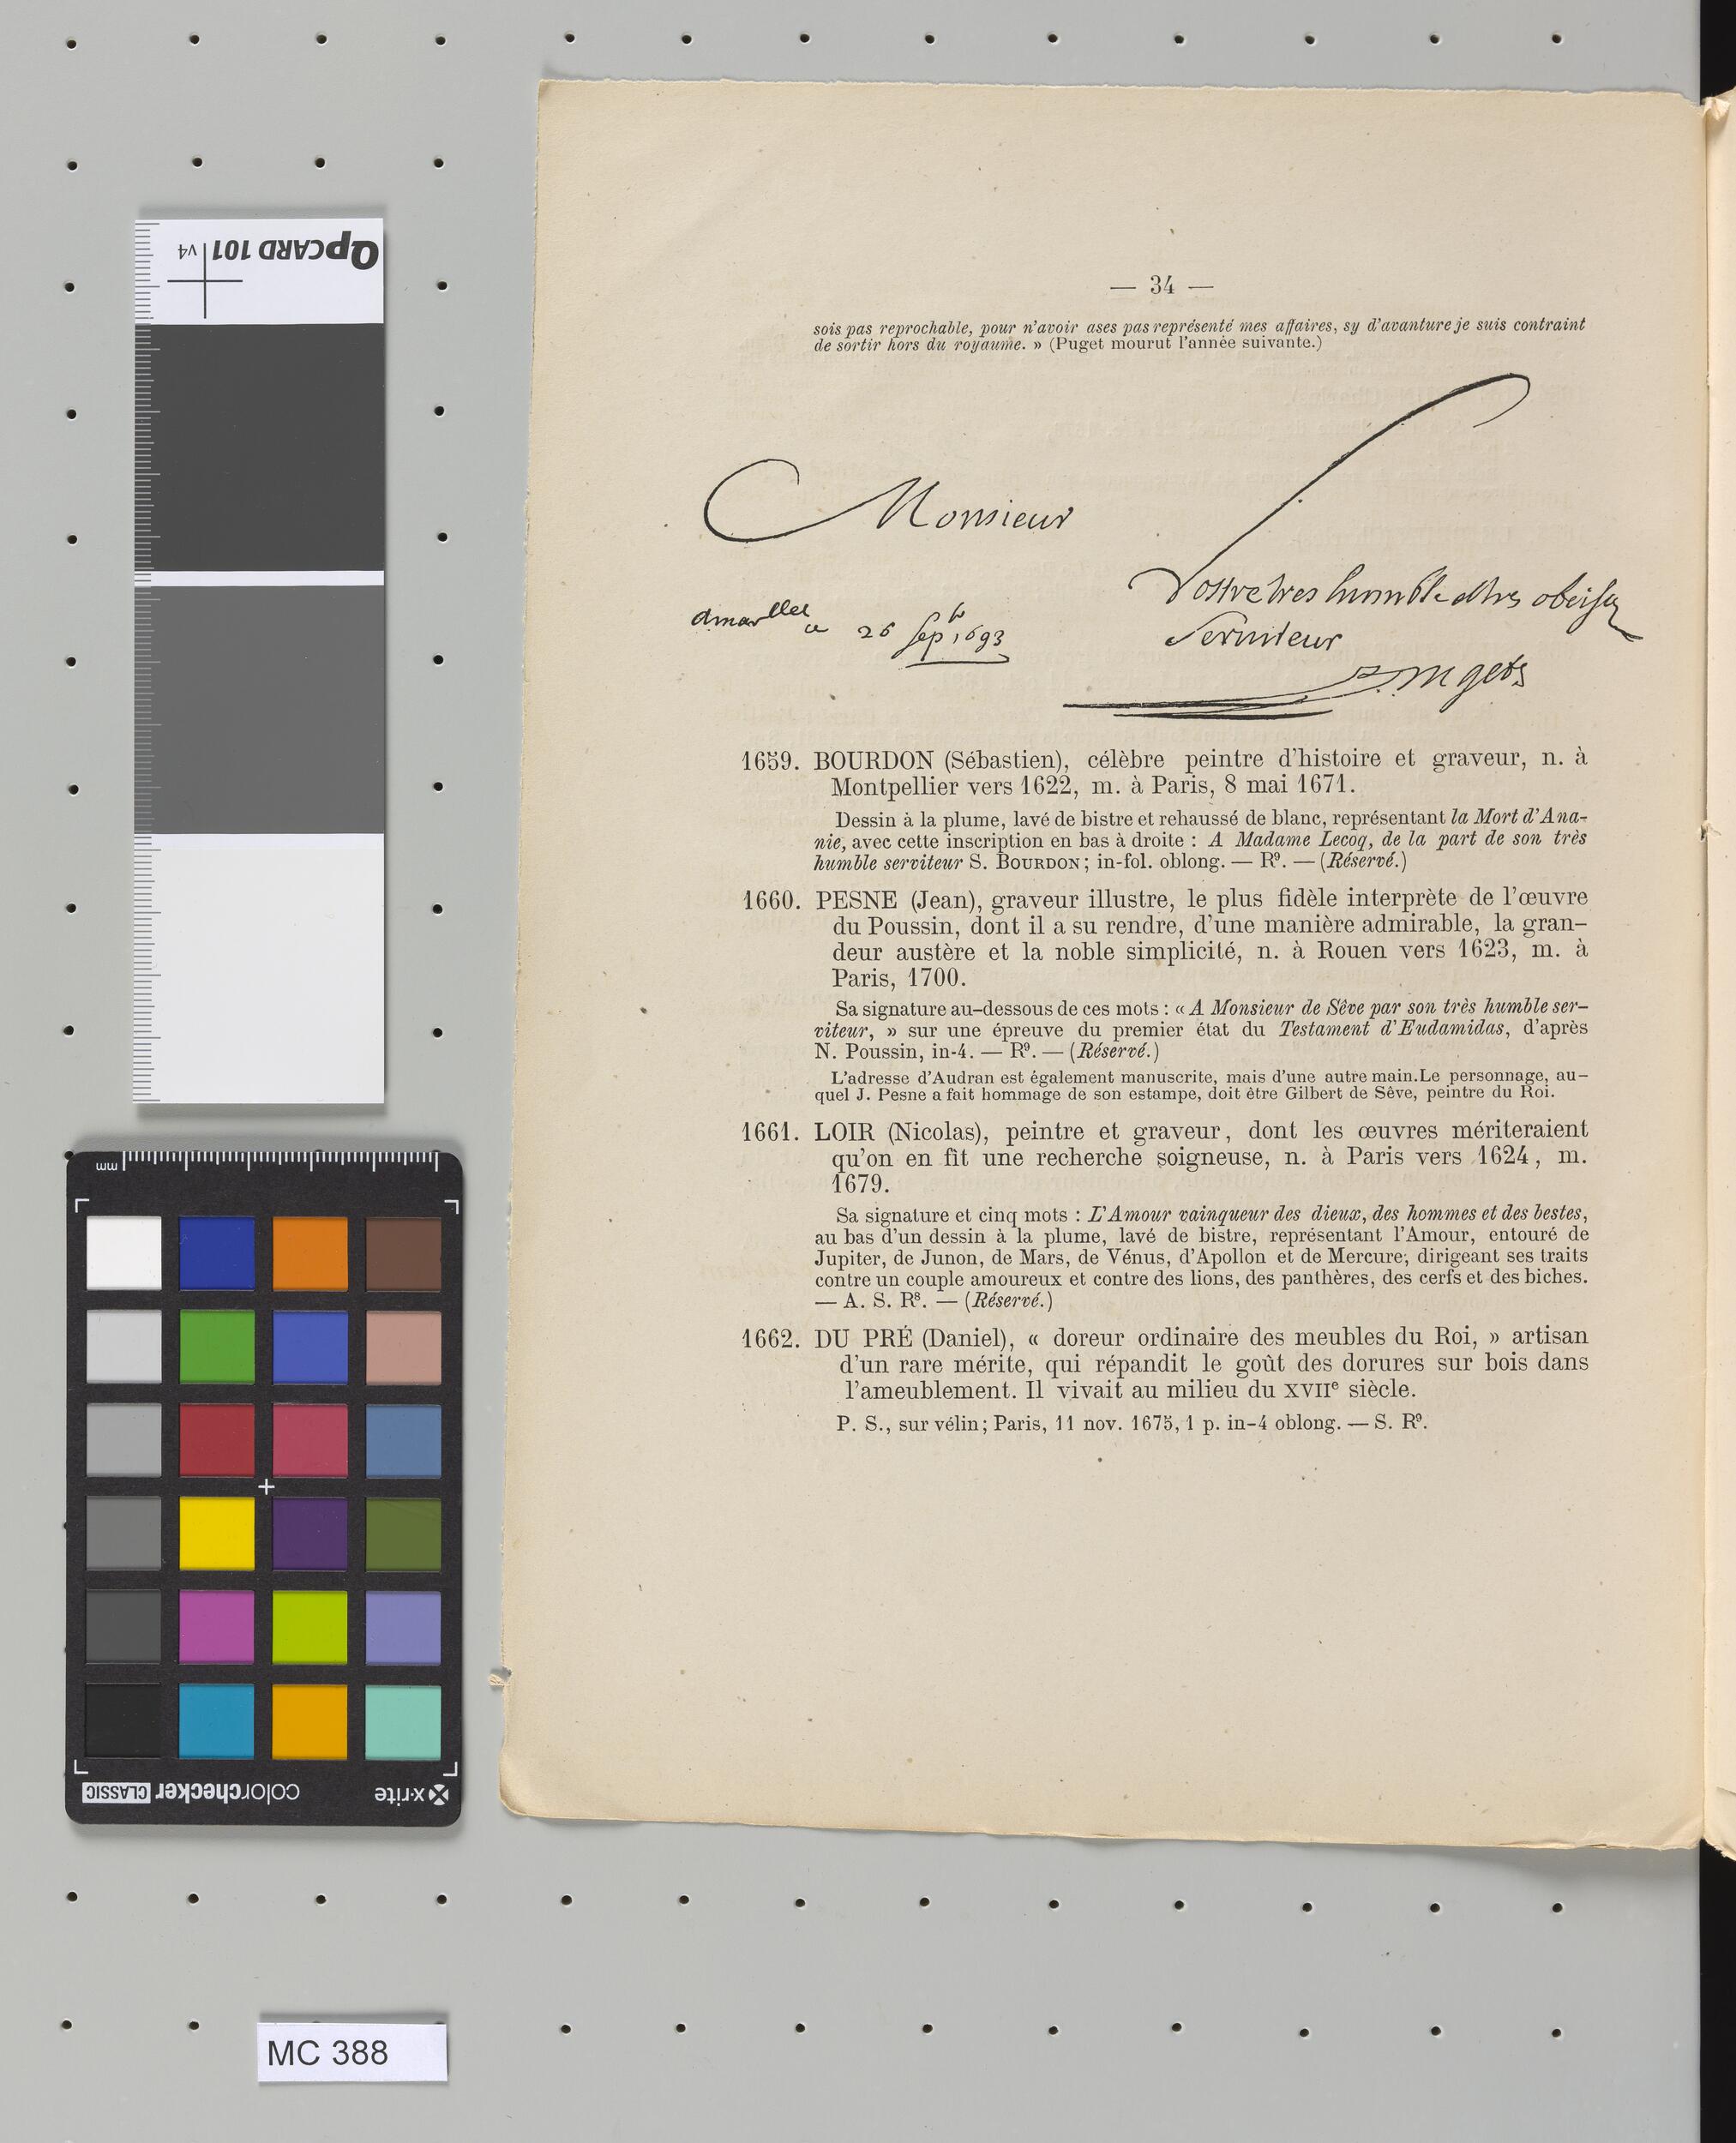 QPCARD 101 v4
— 34 —
sois pas reprochable, pour n'avoir ases pas représenté mes affaires, sy d'avanture je suis contraint
de sortir hors du royaume. » (Puget mourut l'année suivante.)
Monsieur
Vostre tres humble et tres
26 sep 1693
Serviteur
1659. BOURDON (Sébastien), célèbre peintre d'histoire et graveur, n. à
Montpellier vers 1622, m. à Paris, 8 mai 1671.
Dessin à la plume, lavé de bistre et rehaussé de blanc, représentant la Mort d'Ana-
nie, avec cette inscription en bas à droite : A Madame Lecoq, de la part de son très
humble serviteur S. BOURDON; in-fol. oblong. — R⁹. — (Réservé.)
1660. PESNE (Jean), graveur illustre, le plus fidèle interprète de l'œuvre
du Poussin, dont il a su rendre, d'une manière admirable, la gran-
deur austère et la noble simplicité, n. à Rouen vers 1623, m. à
Paris, 1700.
Sa signature au-dessous de ces mots : « A Monsieur de Sêve par son très humble ser-
viteur, » sur une épreuve du premier état du Testament d'Eudamidas, d'après
N. Poussin, in-4. — R⁹. — (Réservé.)
L'adresse d'Audran est également manuscrite, mais d'une autre main. Le personnage, au-
quel J. Pesne a fait hommage de son estampe, doit être Gilbert de Sêve, peintre du Roi.
1661. LOIR (Nicolas), peintre et graveur, dont les œuvres mériteraient
qu'on en fît une recherche soigneuse, n. à Paris vers 1624, m.
1679.
Sa signature et cinq mots : L'Amour vainqueur des dieux, des hommes et des bestes,
au bas d'un dessin à la plume, lavé de bistre, représentant l'Amour, entouré de
Jupiter, de Junon, de Mars, de Vénus, d'Apollon et de Mercure, dirigeant ses traits
contre un couple amoureux et contre des lions, des panthères, des cerfs et des biches.
— A. S. R⁸. — (Réservé.)
1662. DU PRÉ (Daniel), « doreur ordinaire des meubles du Roi, » artisan
d'un rare mérite, qui répandit le goût des dorures sur bois dans
l'ameublement. Il vivait au milieu du XVIIᵉ siècle.
P. S., sur vélin; Paris, 11 nov. 1675, 1 p. in-4 oblong. — S. R⁹.
mm
x-rite colorchecker CLASSIC
MC 388